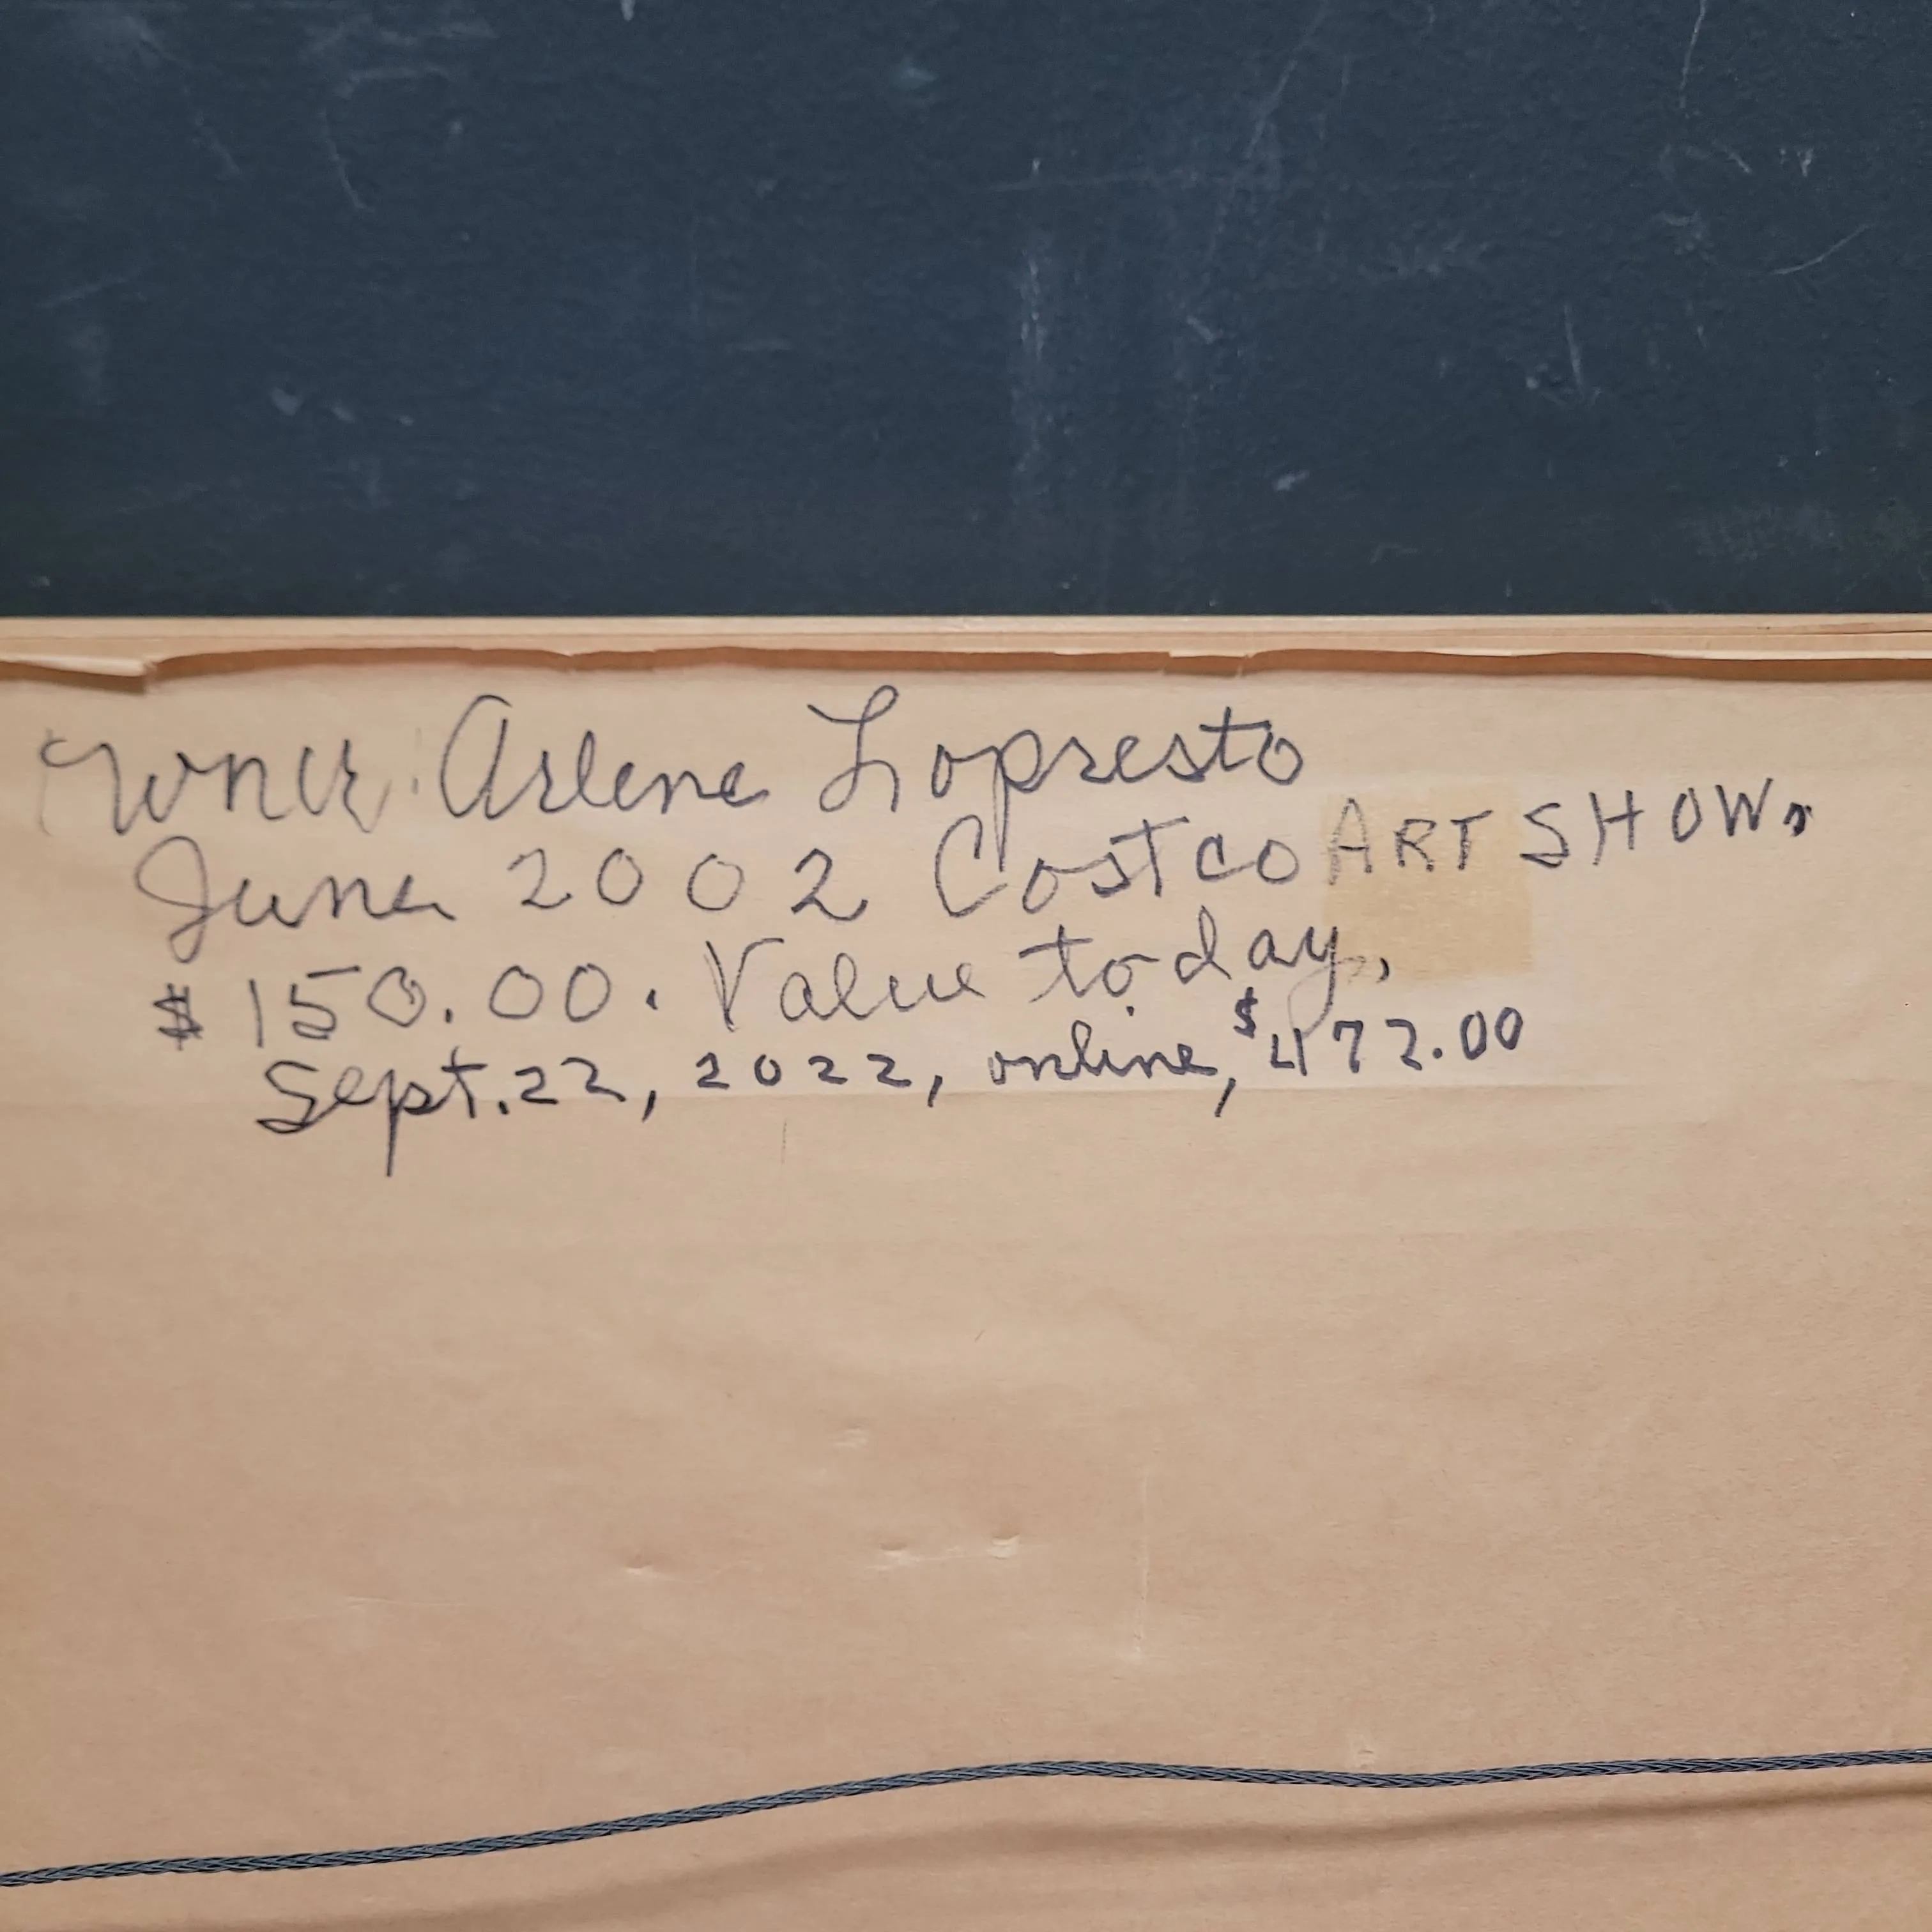 Owner: Arlene Lopresto
June 2002 Costco ART SHOW,
$150.00. Value today,
Sept. 22, 2022, online, $472.00